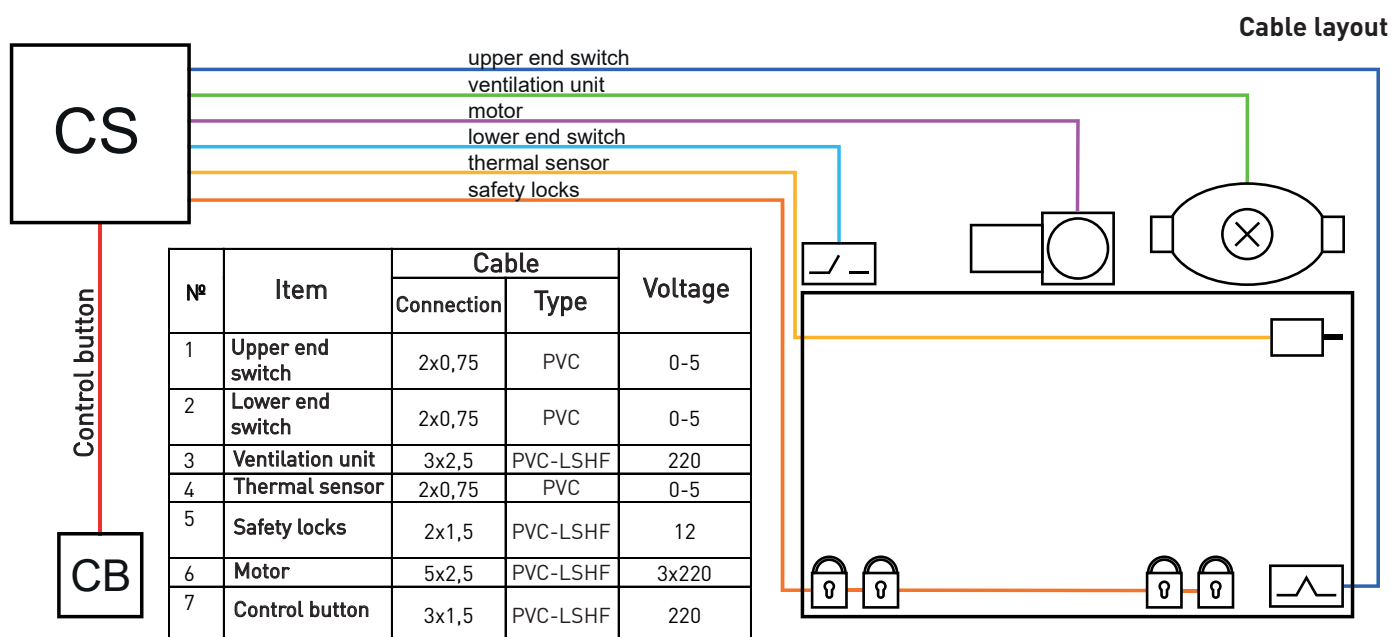 Cable layout
CS
upper end switch
ventilation unit
motor
lower end switch
thermal sensor
safety locks
Control button
CB
№ Item Cable Voltage
Connection Type
1 Upper end switch 2x0,75 PVC 0-5
2 Lower end switch 2x0,75 PVC 0-5
3 Ventilation unit 3x2,5 PVC-LSHF 220
4 Thermal sensor 2x0,75 PVC 0-5
5 Safety locks 2x1,5 PVC-LSHF 12
6 Motor 5x2,5 PVC-LSHF 3x220
7 Control button 3x1,5 PVC-LSHF 220